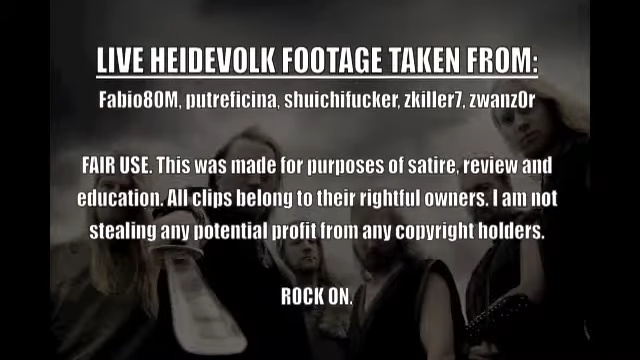 LIVE HEIDEVOLK FOOTAGE TAKEN FROM:
Fabio80M, putreficina, shuichifucker, zkiller7, zwanz0r
FAIR USE. This was made for purposes of satire, review and
education. All clips belong to their rightful owners. I am not
stealing any potential profit from any copyright holders.
ROCK ON.